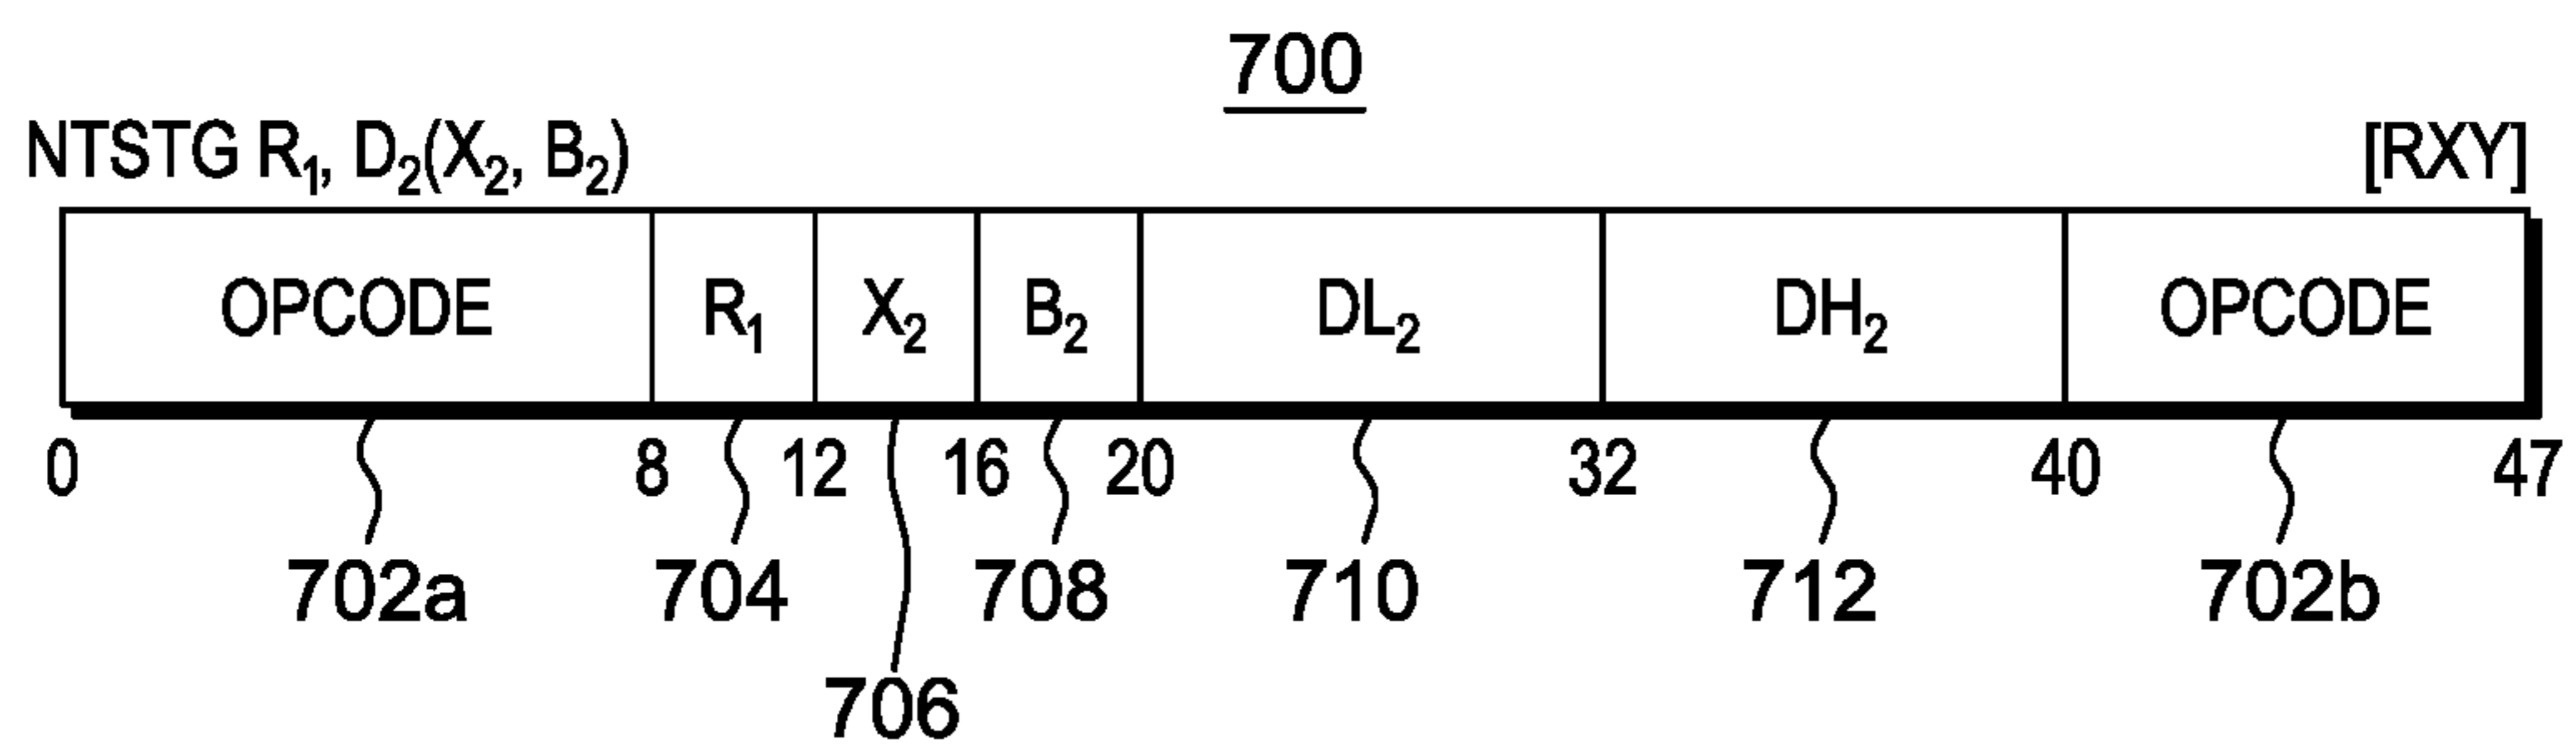 700
NTSTG R₁, D₂(X₂, B₂) [RXY]
OPCODE R₁ X₂ B₂ DL₂ DH₂ OPCODE
0 8 12 16 20 32 40 47
702a 704 708 710 712 702b
706